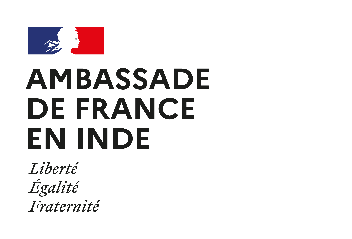 AMBASSADE
DE FRANCE
EN INDE
Liberté
Égalité
Fraternité